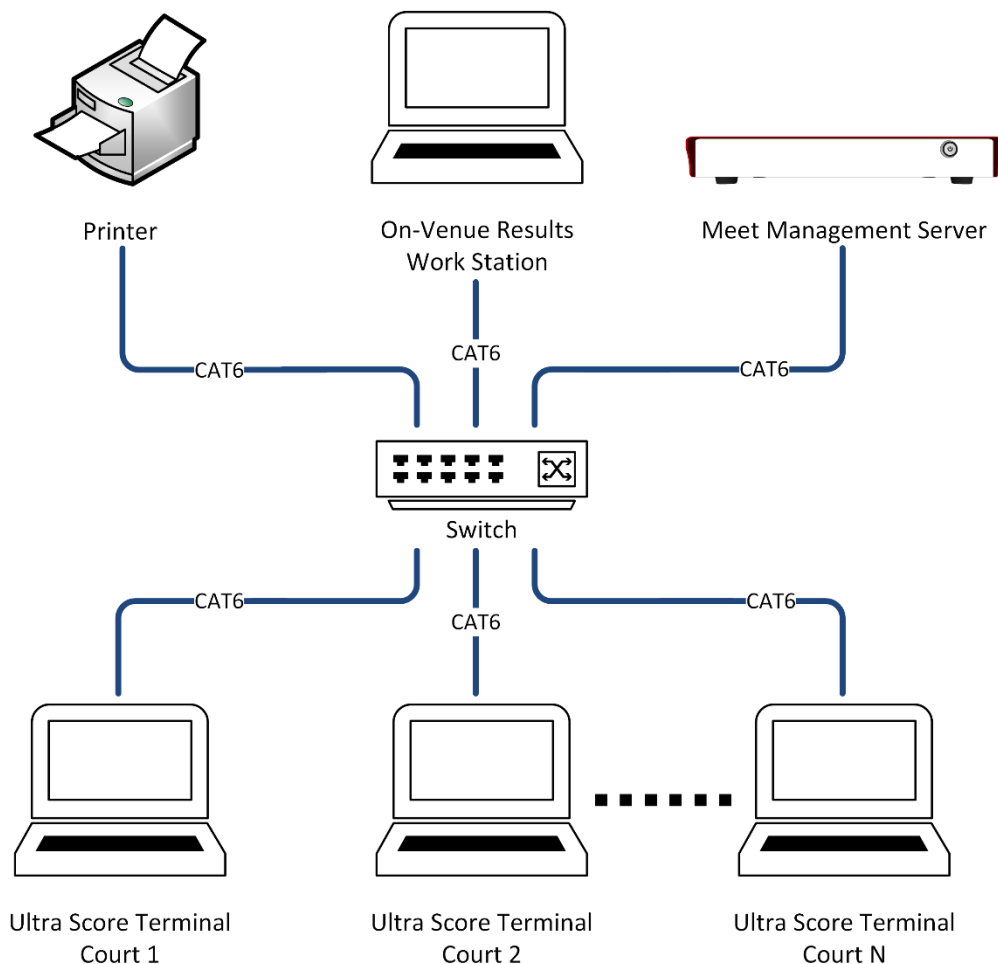 Printer
On-Venue Results
Work Station
Meet Management Server
CAT6
CAT6
CAT6
Switch
CAT6
CAT6
CAT6
Ultra Score Terminal
Court 1
Ultra Score Terminal
Court 2
Ultra Score Terminal
Court N